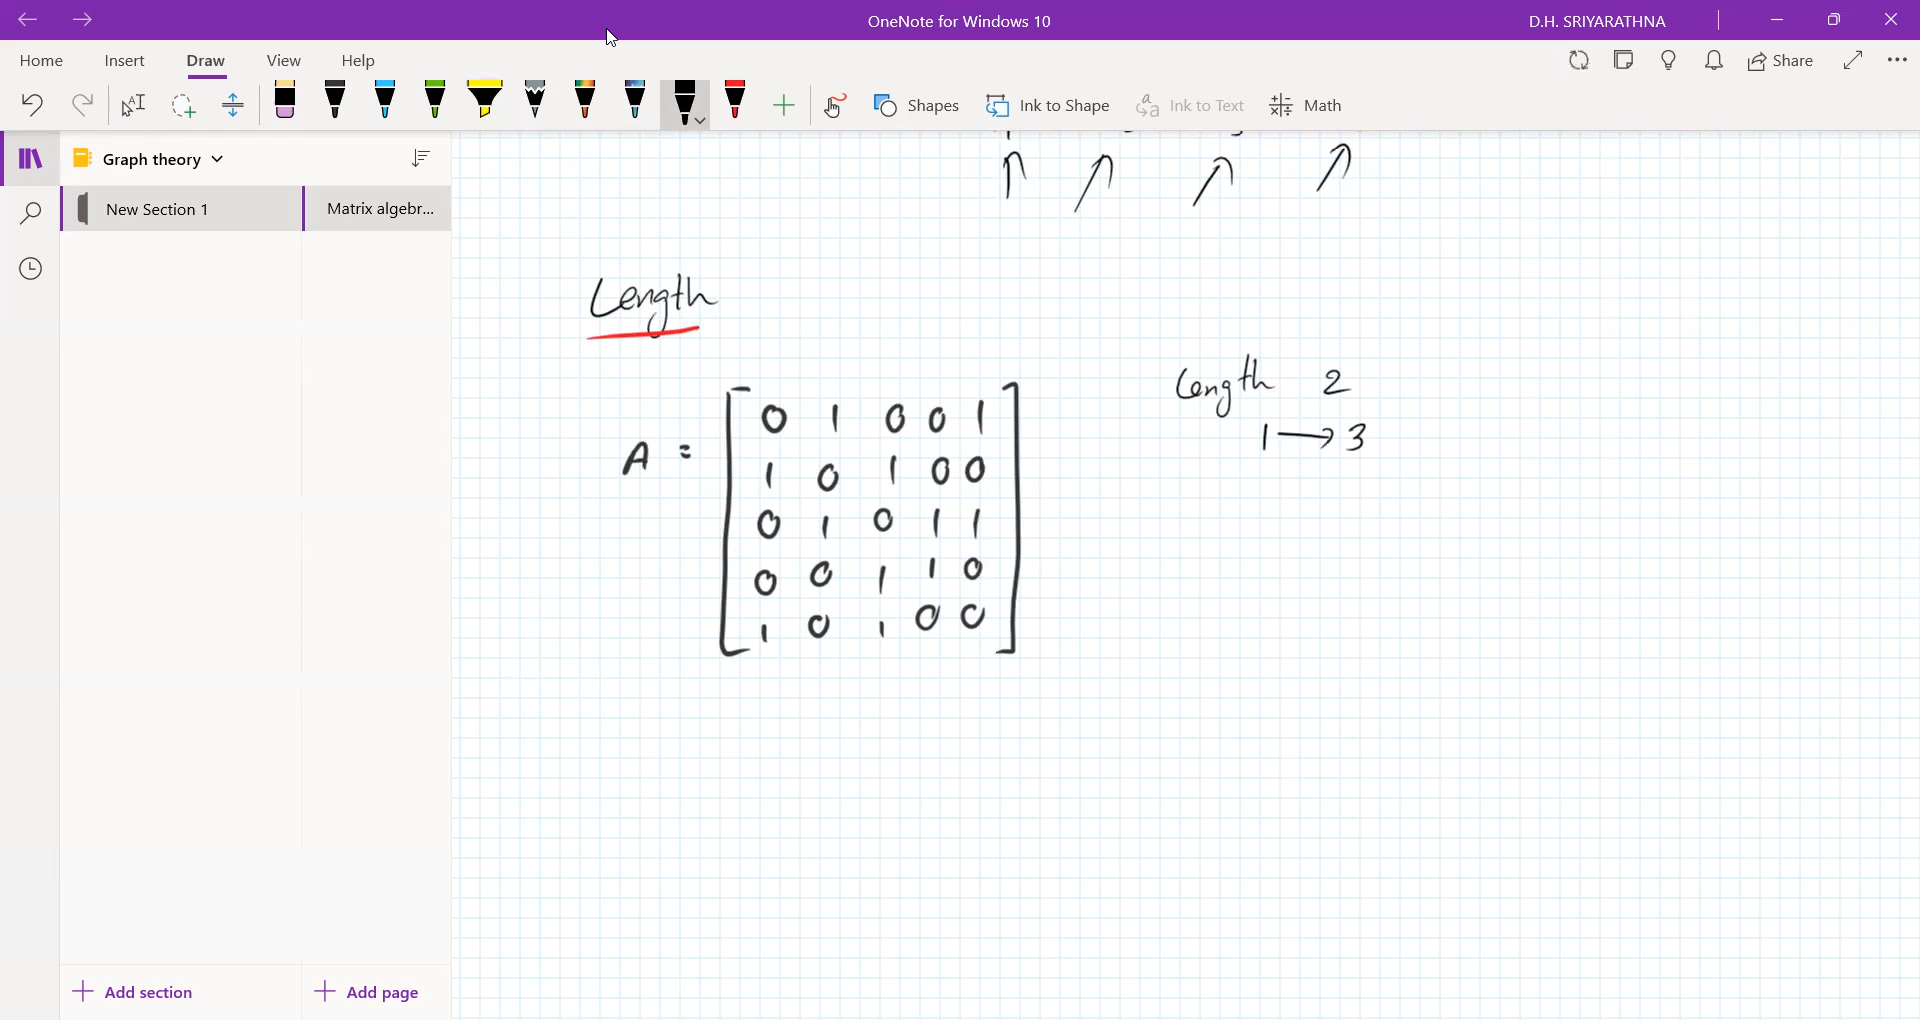 OneNote for Windows 10
D.H. SRIYARATHNA
Home Insert Draw View Help
Share
Shapes Ink to Shape Ink to Text Math
Graph theory
New Section 1
Matrix algebr...
Length
Length 2
1 → 3
A =
0 1 0 0 1
1 0 1 0 0
0 1 0 1 1
0 0 1 1 0
1 0 1 0 0
Add section
Add page